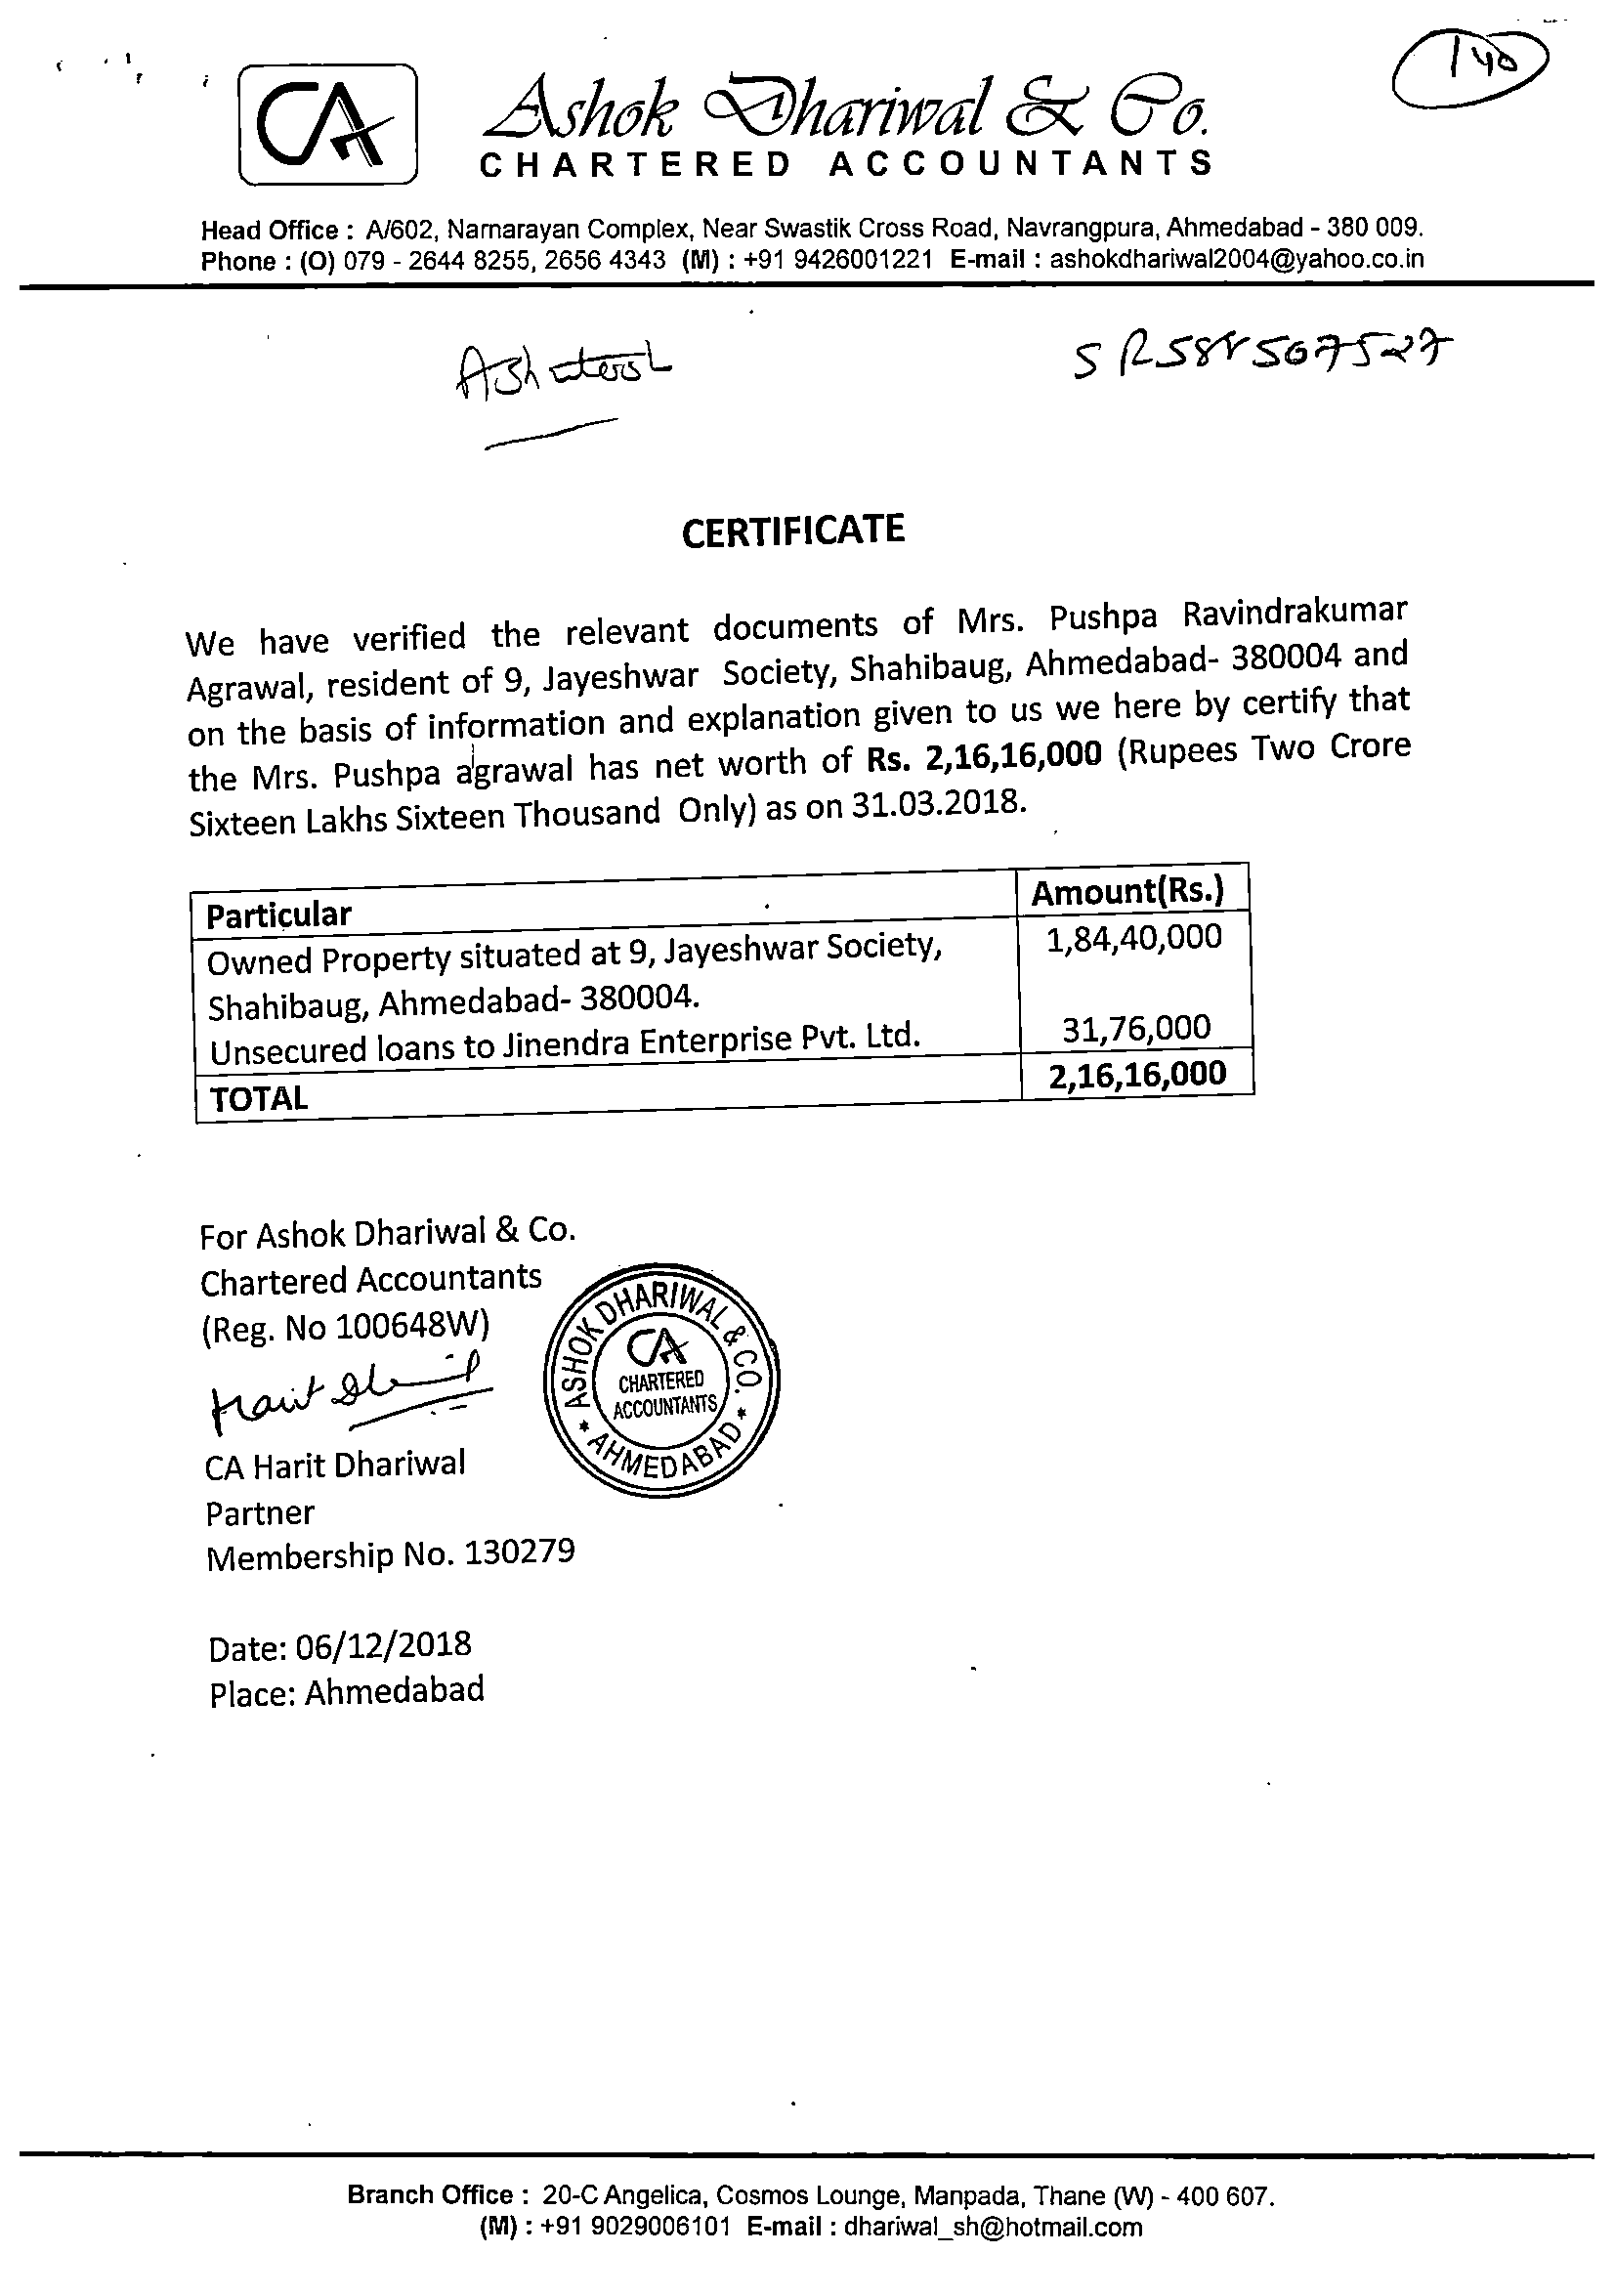 140
CA
Ashok Dhariwal & Co.
CHARTERED ACCOUNTANTS
Head Office : A/602, Narnarayan Complex, Near Swastik Cross Road, Navrangpura, Ahmedabad - 380 009.
Phone : (O) 079 - 2644 8255, 2656 4343 (M) : +91 9426001221 E-mail : ashokdhariwal2004@yahoo.co.in
CERTIFICATE
We have verified the relevant documents of Mrs. Pushpa Ravindrakumar
Agrawal, resident of 9, Jayeshwar Society, Shahibaug, Ahmedabad- 380004 and
on the basis of information and explanation given to us we here by certify that
the Mrs. Pushpa agrawal has net worth of Rs. 2,16,16,000 (Rupees Two Crore
Sixteen Lakhs Sixteen Thousand Only) as on 31.03.2018.
Particular Amount(Rs.)
Owned Property situated at 9, Jayeshwar Society, 1,84,40,000
Shahibaug, Ahmedabad- 380004.
Unsecured loans to Jinendra Enterprise Pvt. Ltd. 31,76,000
TOTAL 2,16,16,000
For Ashok Dhariwal & Co.
Chartered Accountants
(Reg. No 100648W)
ASHOK DHARIWAL & CO.
CA
CHARTERED
ACCOUNTANTS
* AHMEDABAD *
CA Harit Dhariwal
Partner
Membership No. 130279
Date: 06/12/2018
Place: Ahmedabad
Branch Office : 20-C Angelica, Cosmos Lounge, Manpada, Thane (W) - 400 607.
(M) : +91 9029006101 E-mail : dhariwal_sh@hotmail.com